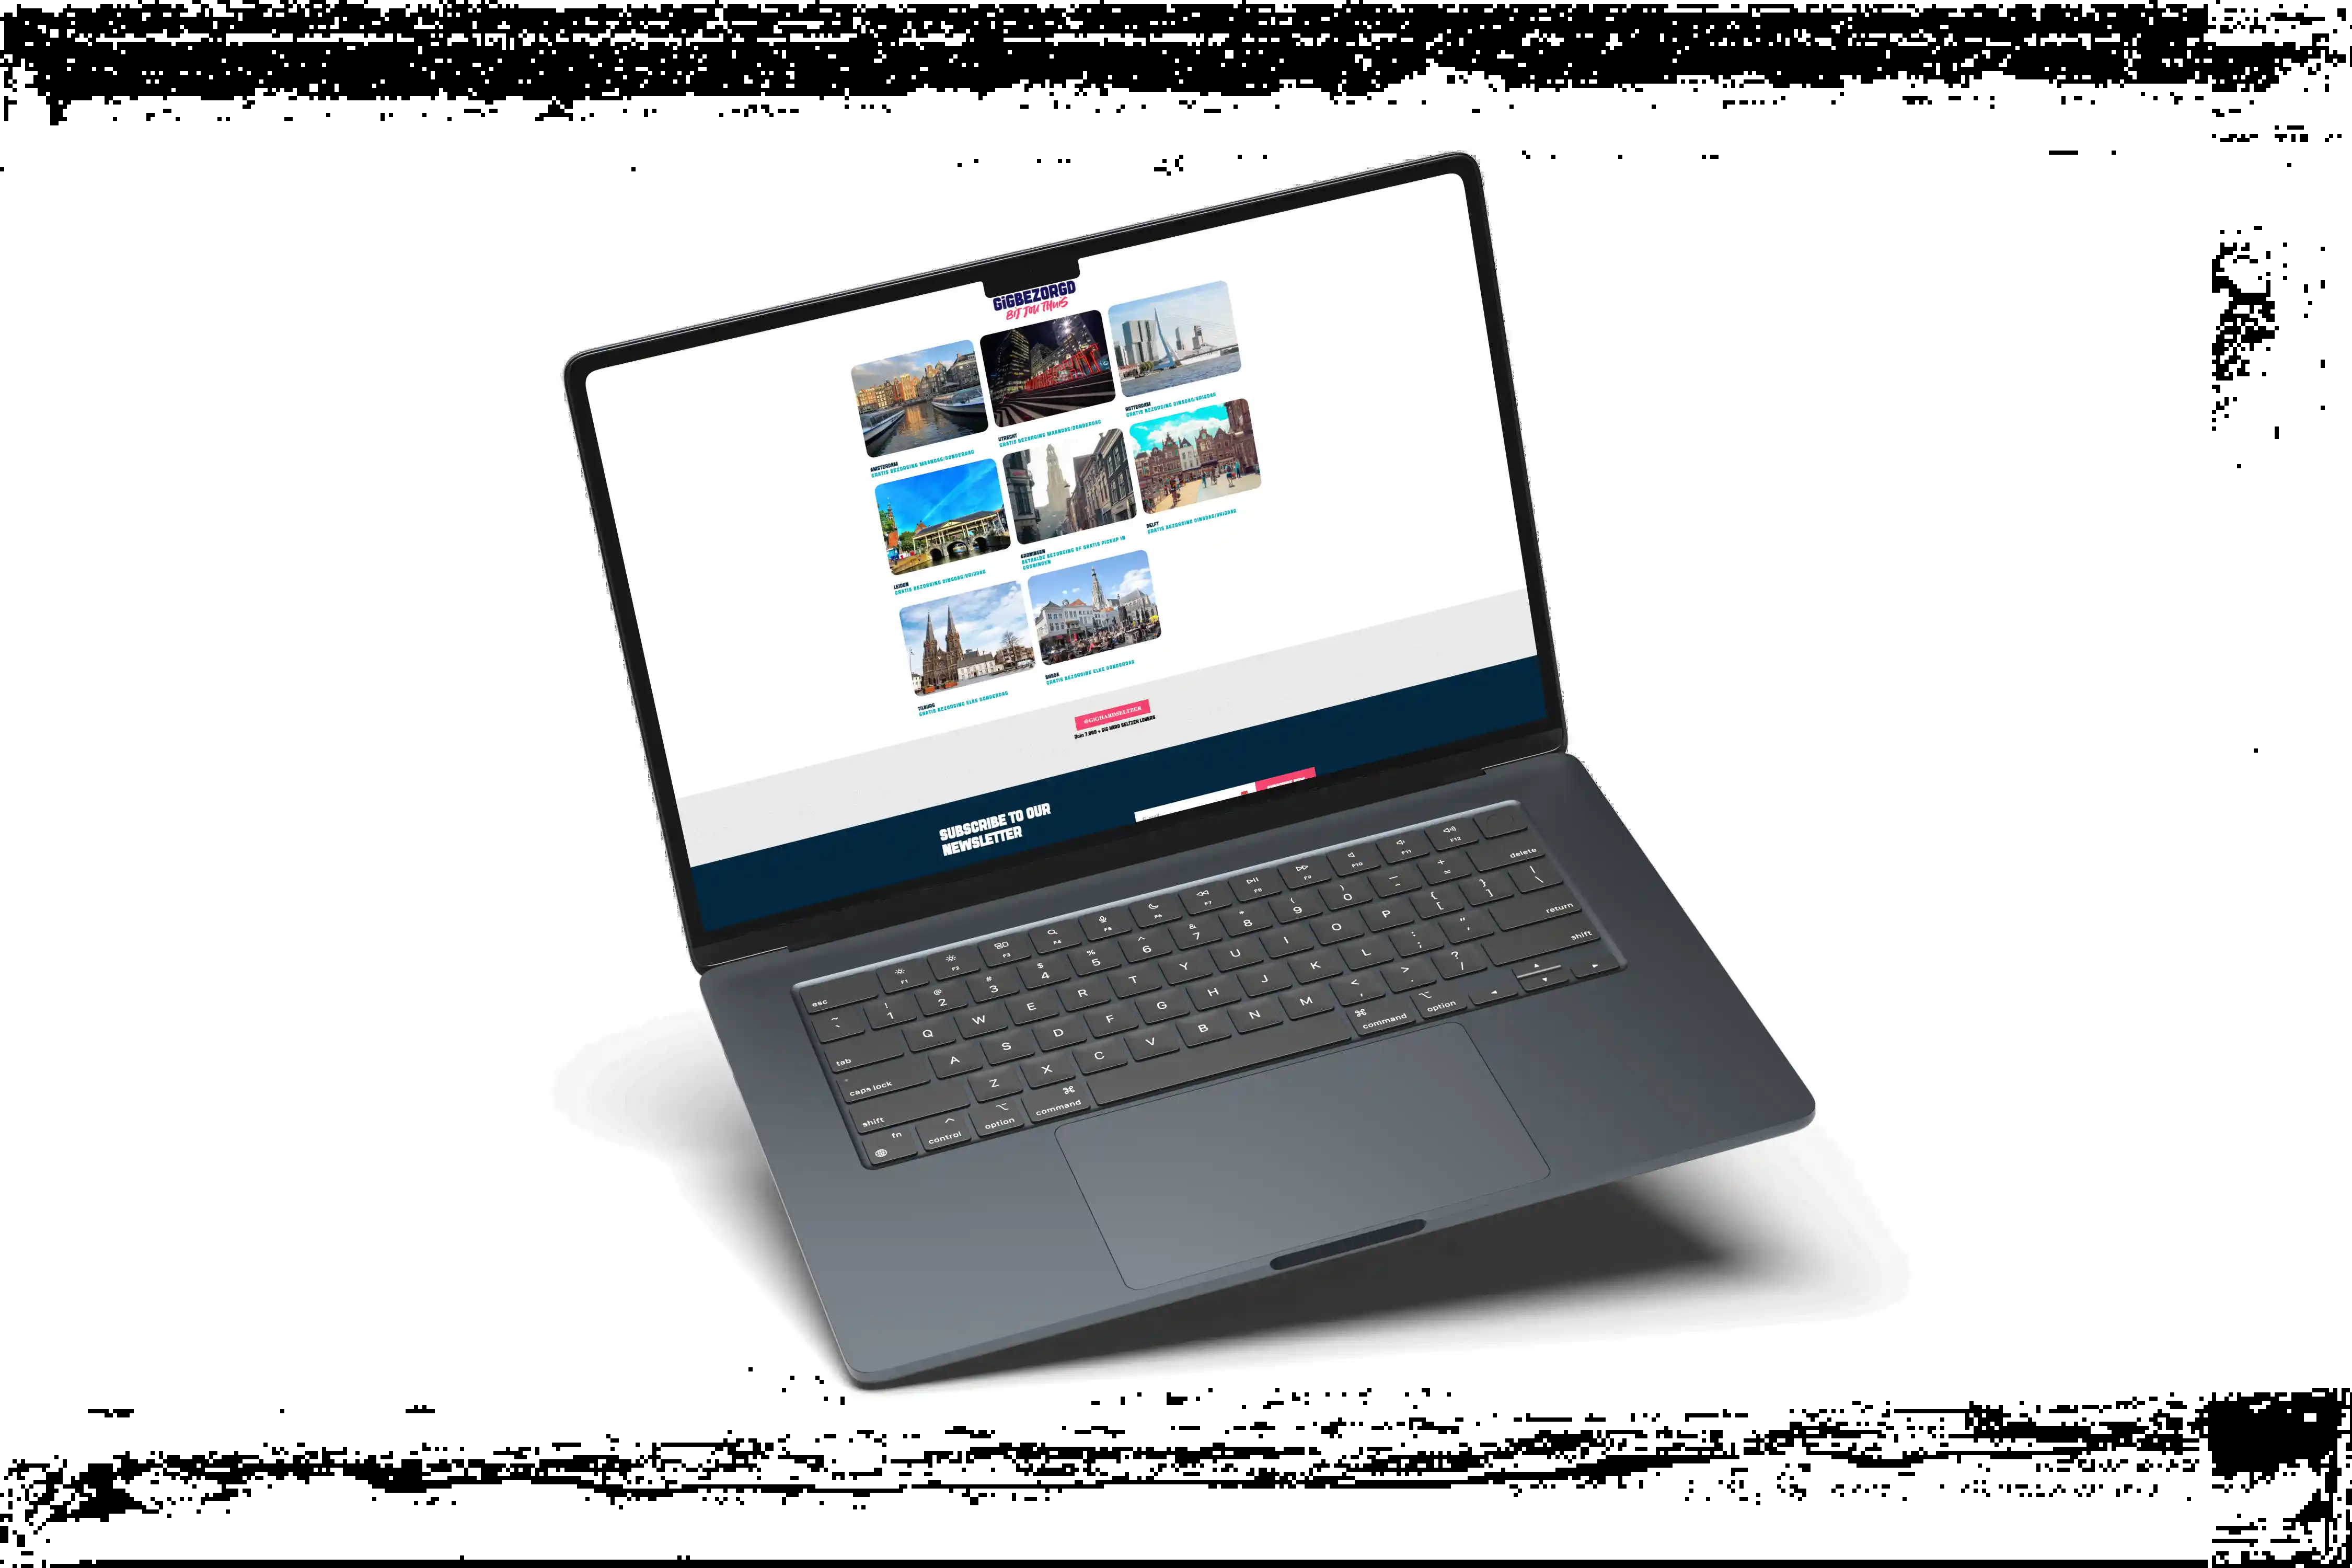 GiGBEZORGD
BIJ JOU THUIS
AMSTERDAM
GRATIS BEZORGING MAANDAG/DONDERDAG
UTRECHT
GRATIS BEZORGING MAANDAG/DONDERDAG
ROTTERDAM
GRATIS BEZORGING DINSDAG/VRIJDAG
LEIDEN
GRATIS BEZORGING DINSDAG/VRIJDAG
GRONINGEN
BETAALDE BEZORGING OF GRATIS PICKUP IN
GRONINGEN
DELFT
GRATIS BEZORGING DINSDAG/VRIJDAG
TILBURG
GRATIS BEZORGING ELKE DONDERDAG
BREDA
GRATIS BEZORGING ELKE DONDERDAG
@GIGHARDSELTZER
Join 7.000 + GIG HARD SELTZER LOVERS
SUBSCRIBE TO OUR
NEWSLETTER
esc F1 F2 F3 F4 F5 F6 F7 F8 F9 F10 F11 F12
~ ` ! 1 @ 2 # 3 $ 4 % 5 ^ 6 & 7 * 8 ( 9 ) 0 — - + = delete
tab Q W E R T Y U I O P { [ } ] | \
caps lock A S D F G H J K L : ; " ' return
shift Z X C V B N M < , > . ? / shift
fn control option command command option